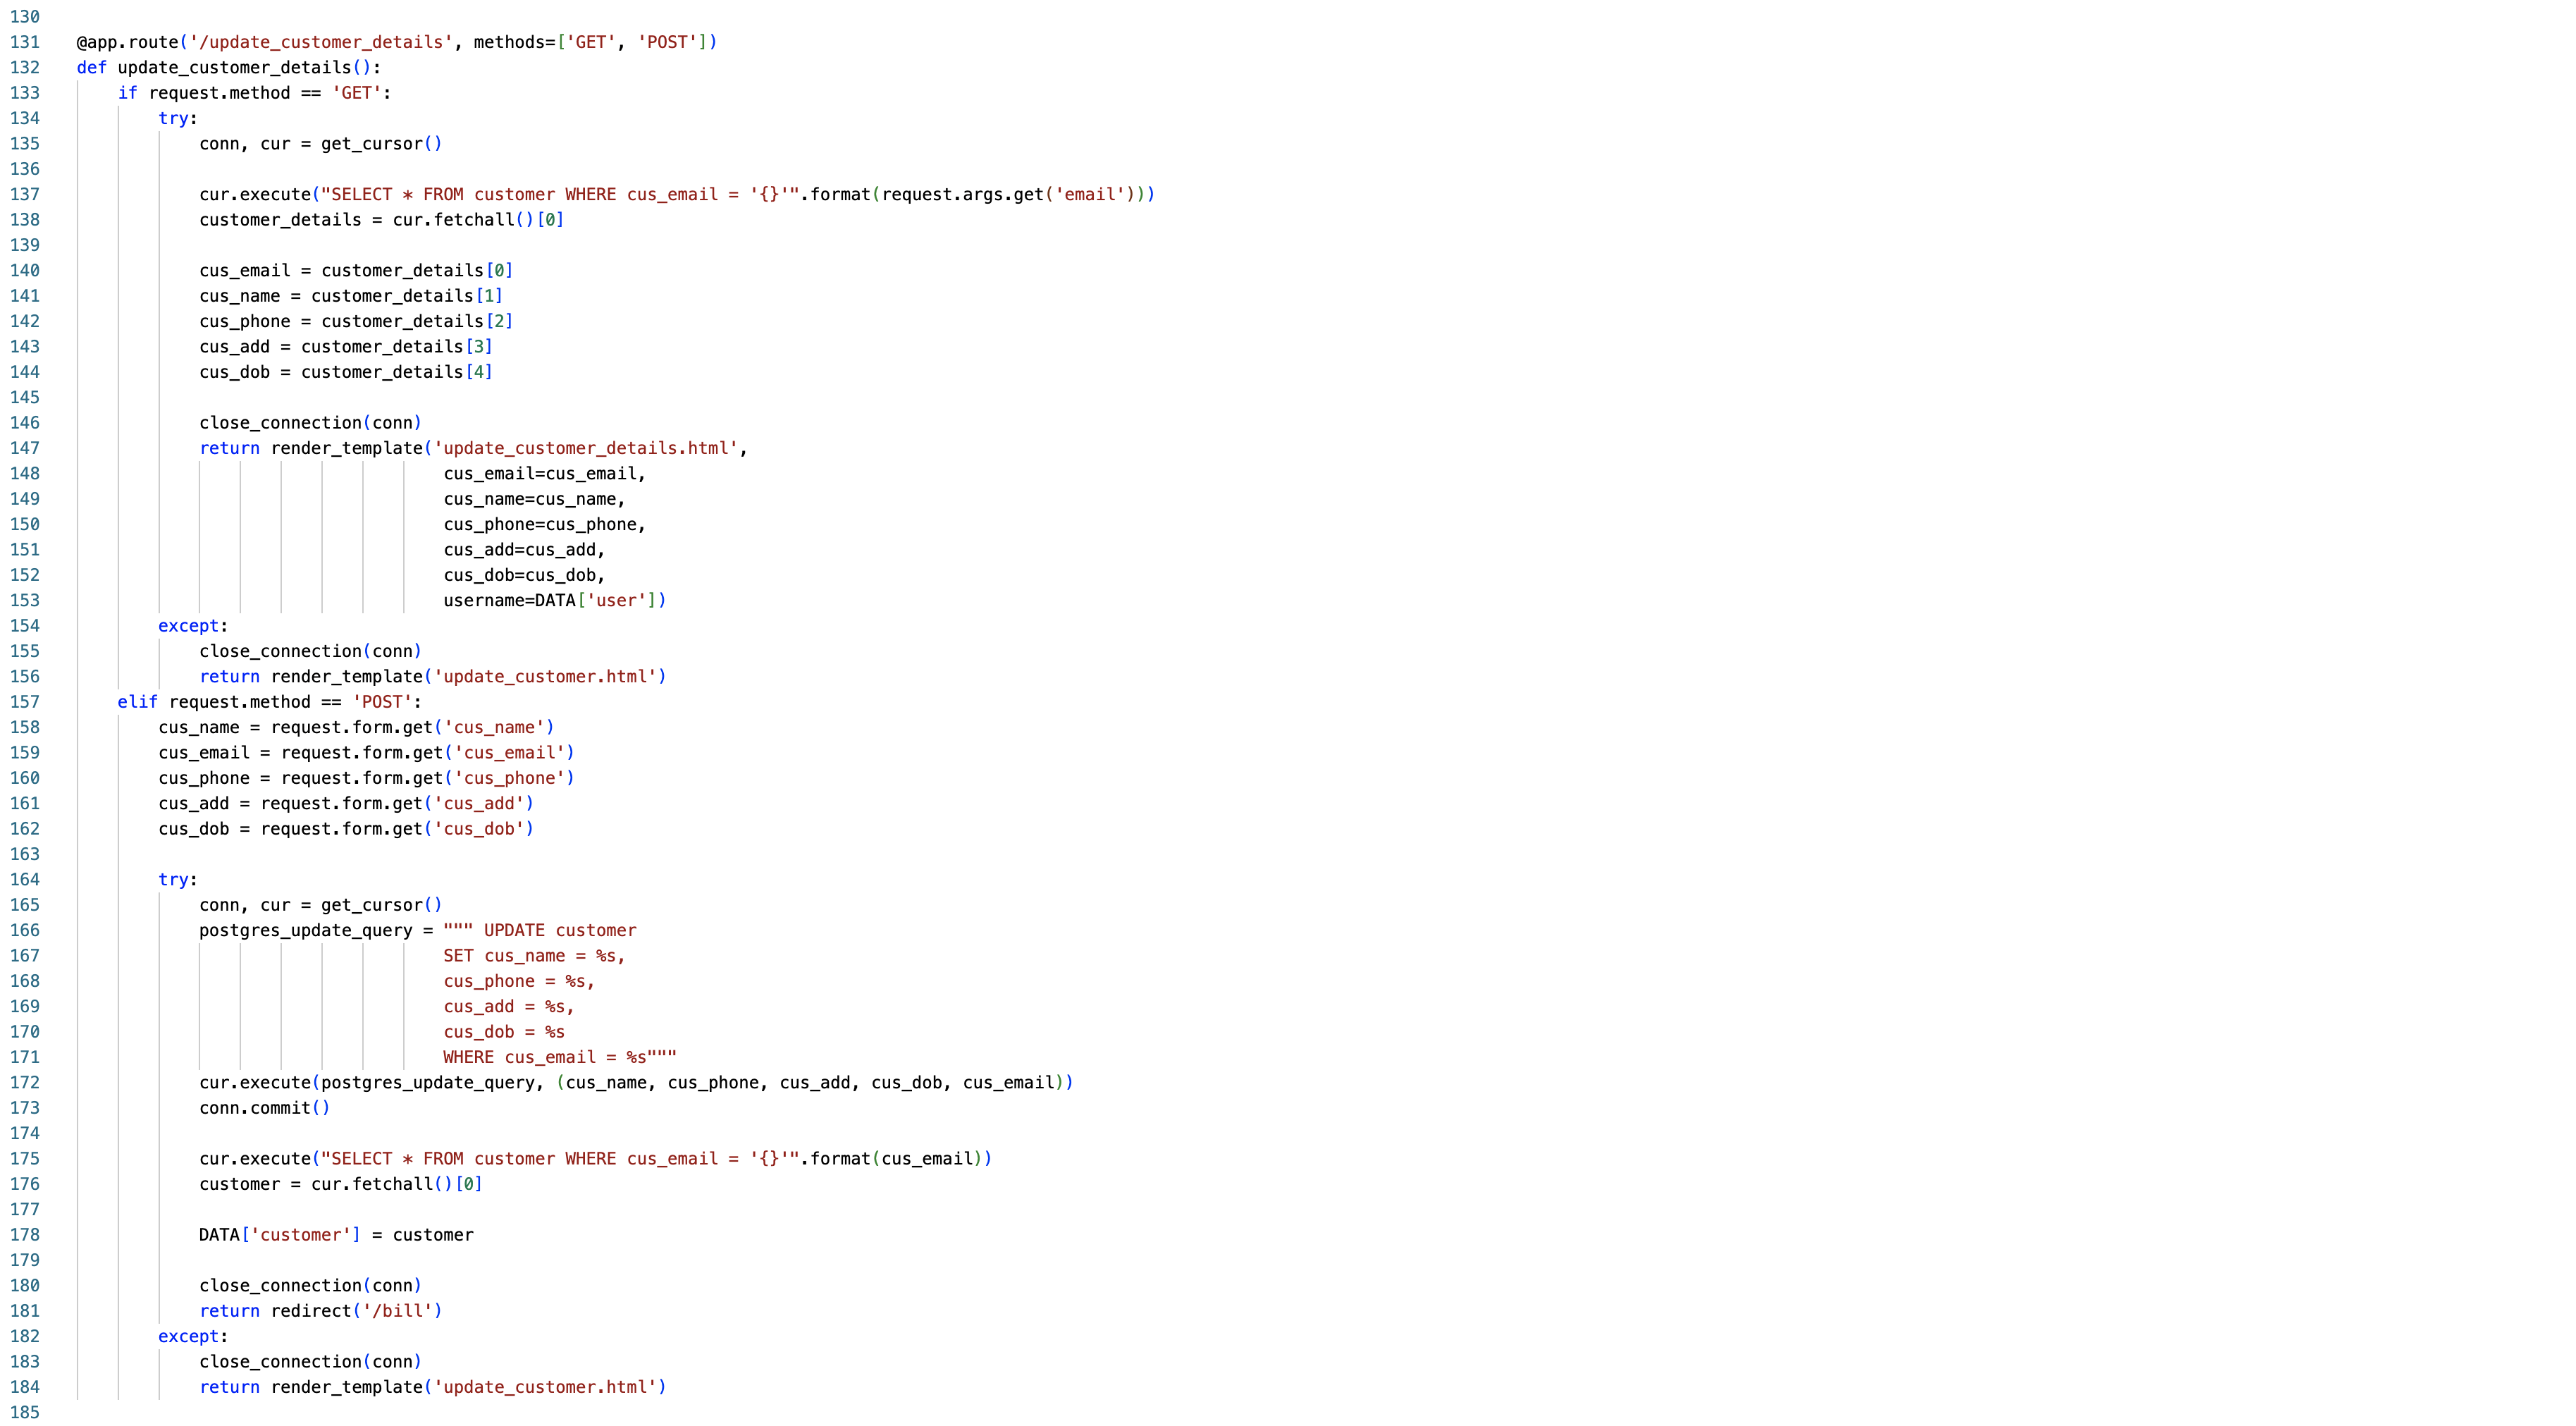 130
131 @app.route('/update_customer_details', methods=['GET', 'POST'])
132 def update_customer_details():
133     if request.method == 'GET':
134         try:
135             conn, cur = get_cursor()
136
137             cur.execute("SELECT * FROM customer WHERE cus_email = '{}'".format(request.args.get('email')))
138             customer_details = cur.fetchall()[0]
139
140             cus_email = customer_details[0]
141             cus_name = customer_details[1]
142             cus_phone = customer_details[2]
143             cus_add = customer_details[3]
144             cus_dob = customer_details[4]
145
146             close_connection(conn)
147             return render_template('update_customer_details.html',
148                                     cus_email=cus_email,
149                                     cus_name=cus_name,
150                                     cus_phone=cus_phone,
151                                     cus_add=cus_add,
152                                     cus_dob=cus_dob,
153                                     username=DATA['user'])
154         except:
155             close_connection(conn)
156             return render_template('update_customer.html')
157     elif request.method == 'POST':
158         cus_name = request.form.get('cus_name')
159         cus_email = request.form.get('cus_email')
160         cus_phone = request.form.get('cus_phone')
161         cus_add = request.form.get('cus_add')
162         cus_dob = request.form.get('cus_dob')
163
164         try:
165             conn, cur = get_cursor()
166             postgres_update_query = """ UPDATE customer
167                                     SET cus_name = %s,
168                                     cus_phone = %s,
169                                     cus_add = %s,
170                                     cus_dob = %s
171                                     WHERE cus_email = %s"""
172             cur.execute(postgres_update_query, (cus_name, cus_phone, cus_add, cus_dob, cus_email))
173             conn.commit()
174
175             cur.execute("SELECT * FROM customer WHERE cus_email = '{}'".format(cus_email))
176             customer = cur.fetchall()[0]
177
178             DATA['customer'] = customer
179
180             close_connection(conn)
181             return redirect('/bill')
182         except:
183             close_connection(conn)
184             return render_template('update_customer.html')
185